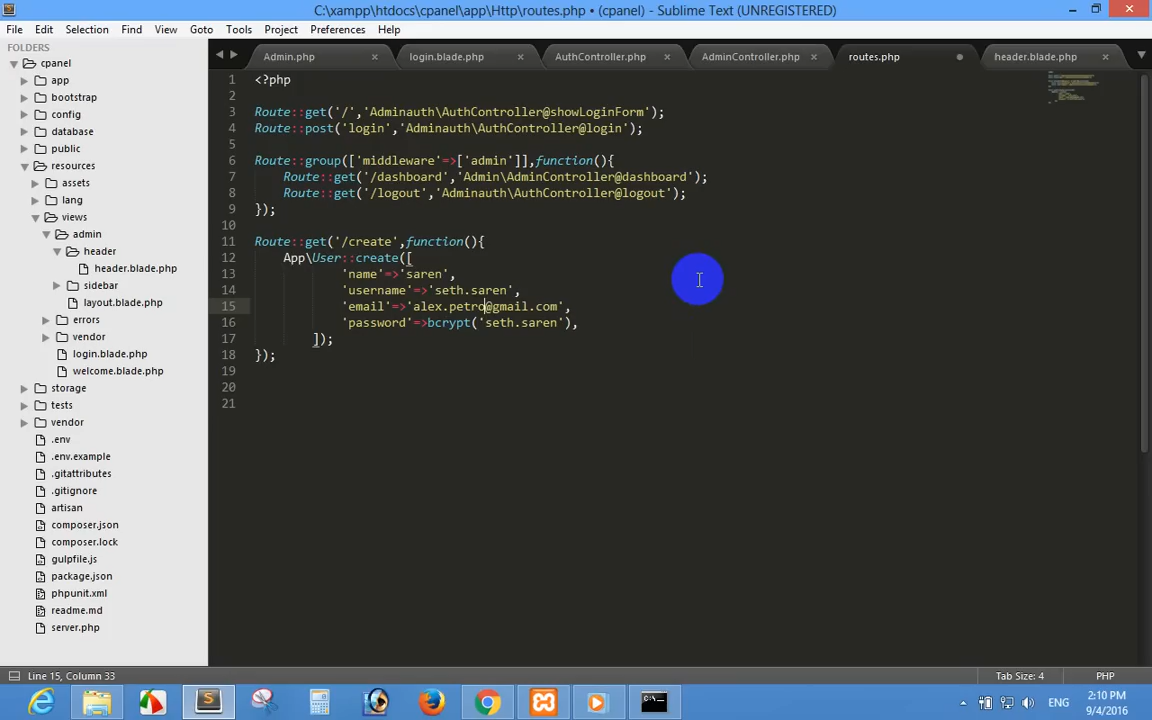 C:\xampp\htdocs\cpanel\app\Http\routes.php • (cpanel) - Sublime Text (UNREGISTERED)
File Edit Selection Find View Goto Tools Project Preferences Help
FOLDERS
cpanel
app
bootstrap
config
database
public
resources
assets
lang
views
admin
header
header.blade.php
sidebar
layout.blade.php
errors
vendor
login.blade.php
welcome.blade.php
storage
tests
vendor
.env
.env.example
.gitattributes
.gitignore
artisan
composer.json
composer.lock
gulpfile.js
package.json
phpunit.xml
readme.md
server.php
Admin.php login.blade.php AuthController.php AdminController.php routes.php header.blade.php
1 <?php
2
3 Route::get('/','Adminauth\AuthController@showLoginForm');
4 Route::post('login','Adminauth\AuthController@login');
5
6 Route::group(['middleware'=>['admin']],function(){
7 Route::get('/dashboard','Admin\AdminController@dashboard');
8 Route::get('/logout','Adminauth\AuthController@logout');
9 });
10
11 Route::get('/create',function(){
12 App\User::create([
13 'name'=>'saren',
14 'username'=>'seth.saren',
15 'email'=>'alex.petro@gmail.com',
16 'password'=>bcrypt('seth.saren'),
17 ]);
18 });
19
20
21
Line 15, Column 33 Tab Size: 4 PHP
ENG 2:10 PM
9/4/2016